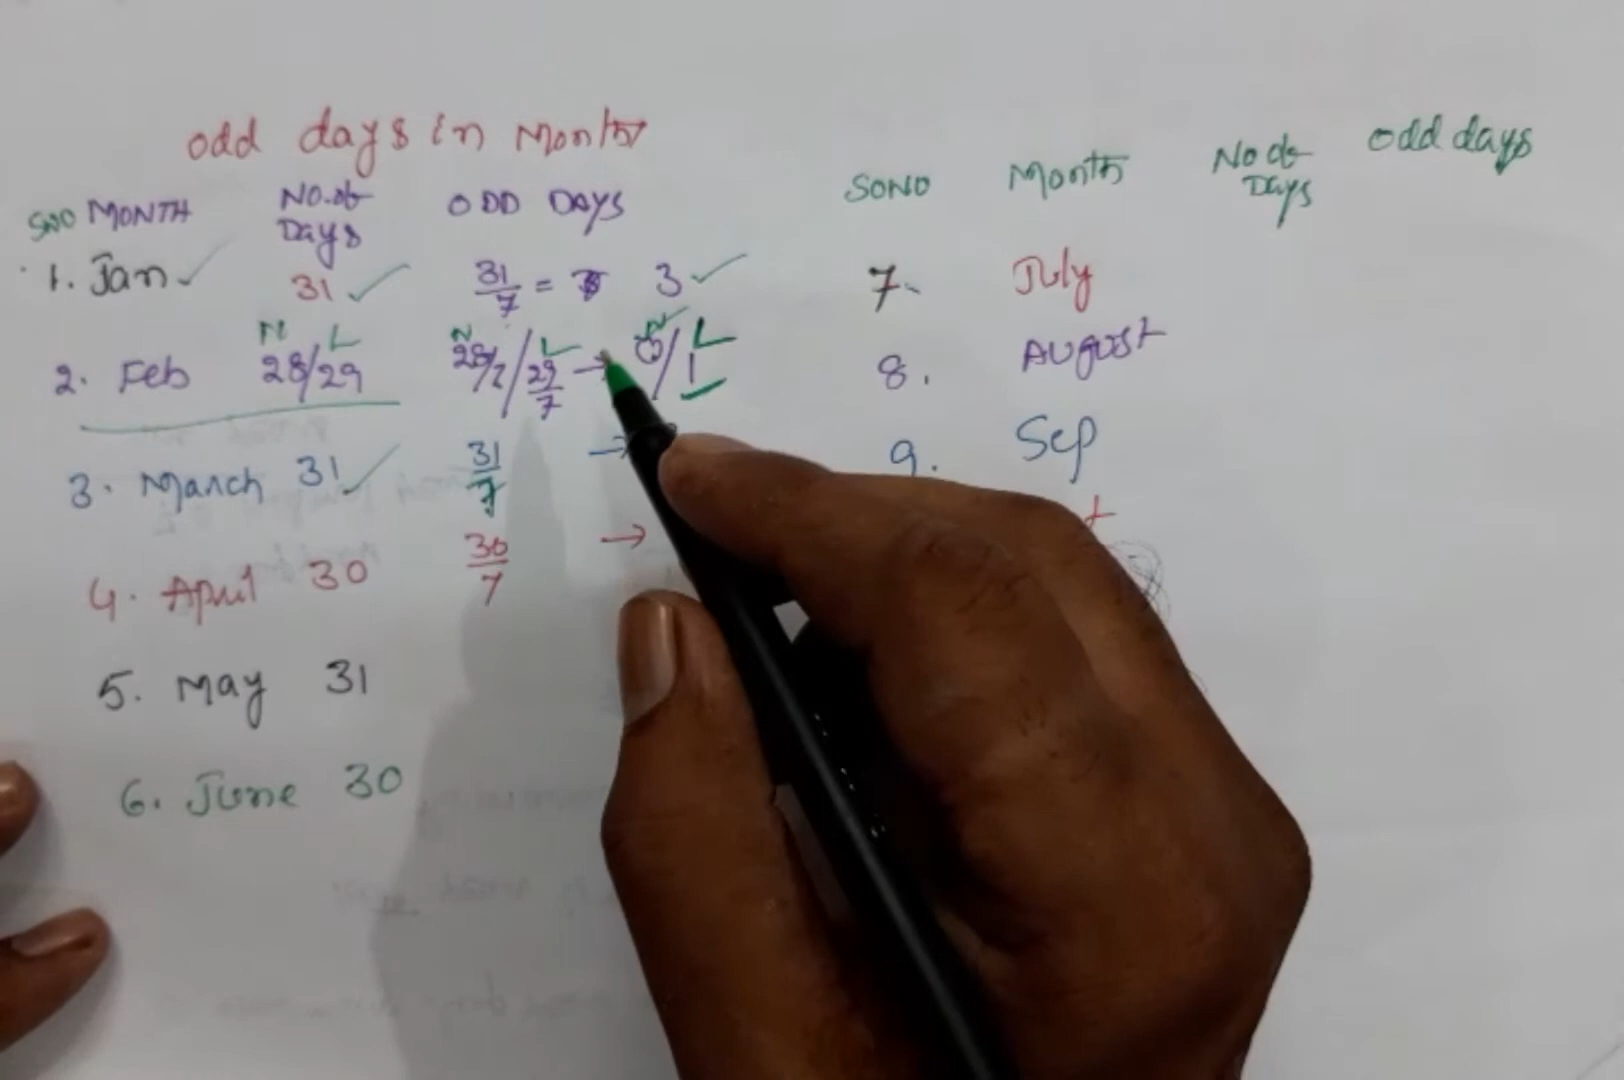 odd days in Month
SNO MONTH NO.of Days ODD DAYS
1. Jan 31 31/7 = 3
N L N L N L
2. Feb 28/29 28/7 / 29/7 → 0/1
3. March 31 31/7 →
4. April 30 30/7 →
5. May 31
6. June 30
SONO Month No of Days Odd days
7. July
8. AUGUST
9. Sep